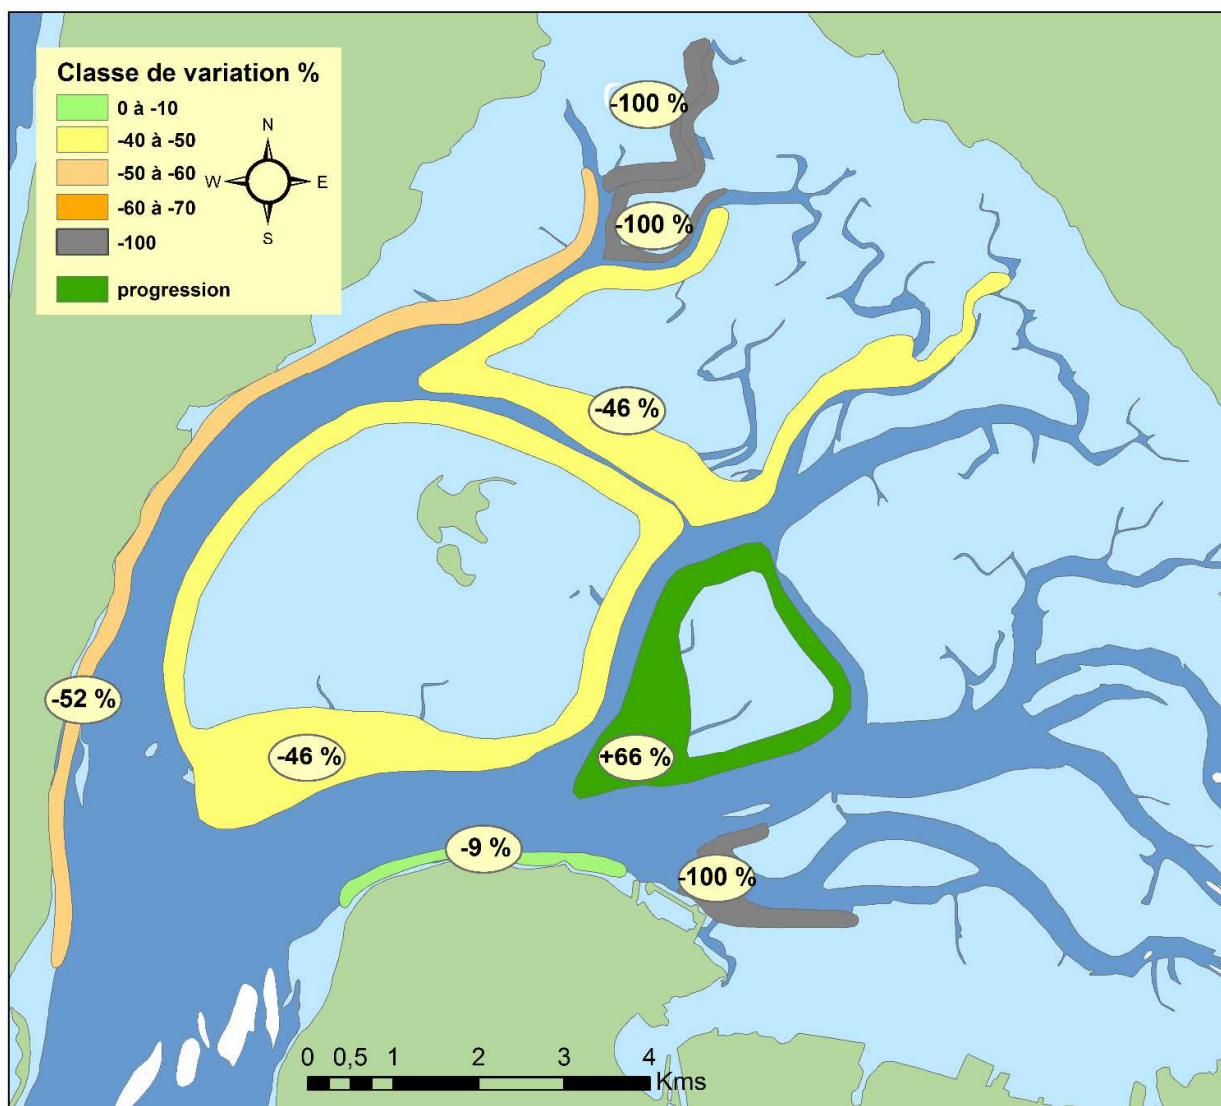 Classe de variation %
0 à -10
-40 à -50
-50 à -60
-60 à -70
-100
progression
N
W E
S
-100 %
-100 %
-46 %
-52 %
-46 %
+66 %
-9 %
-100 %
0 0,5 1 2 3 4
Kms